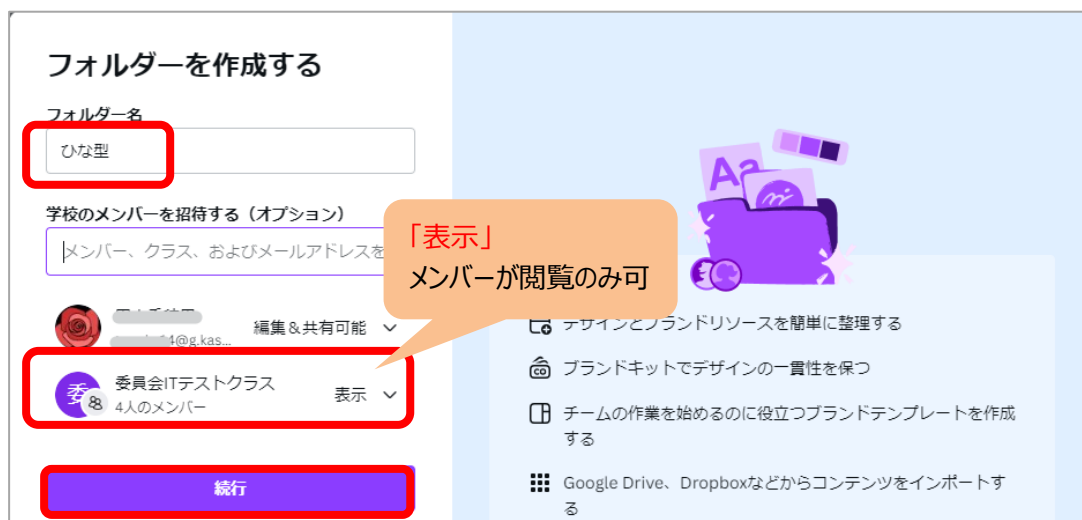 フォルダーを作成する
フォルダー名
ひな型
学校のメンバーを招待する（オプション）
メンバー、クラス、およびメールアドレスを
編集＆共有可能
4@g.kas...
委 委員会ITテストクラス
4人のメンバー
表示
続行
「表示」
メンバーが閲覧のみ可
Aa
デザインとブランドリソースを簡単に整理する
ブランドキットでデザインの一貫性を保つ
チームの作業を始めるのに役立つブランドテンプレートを作成
する
Google Drive、Dropboxなどからコンテンツをインポートす
る